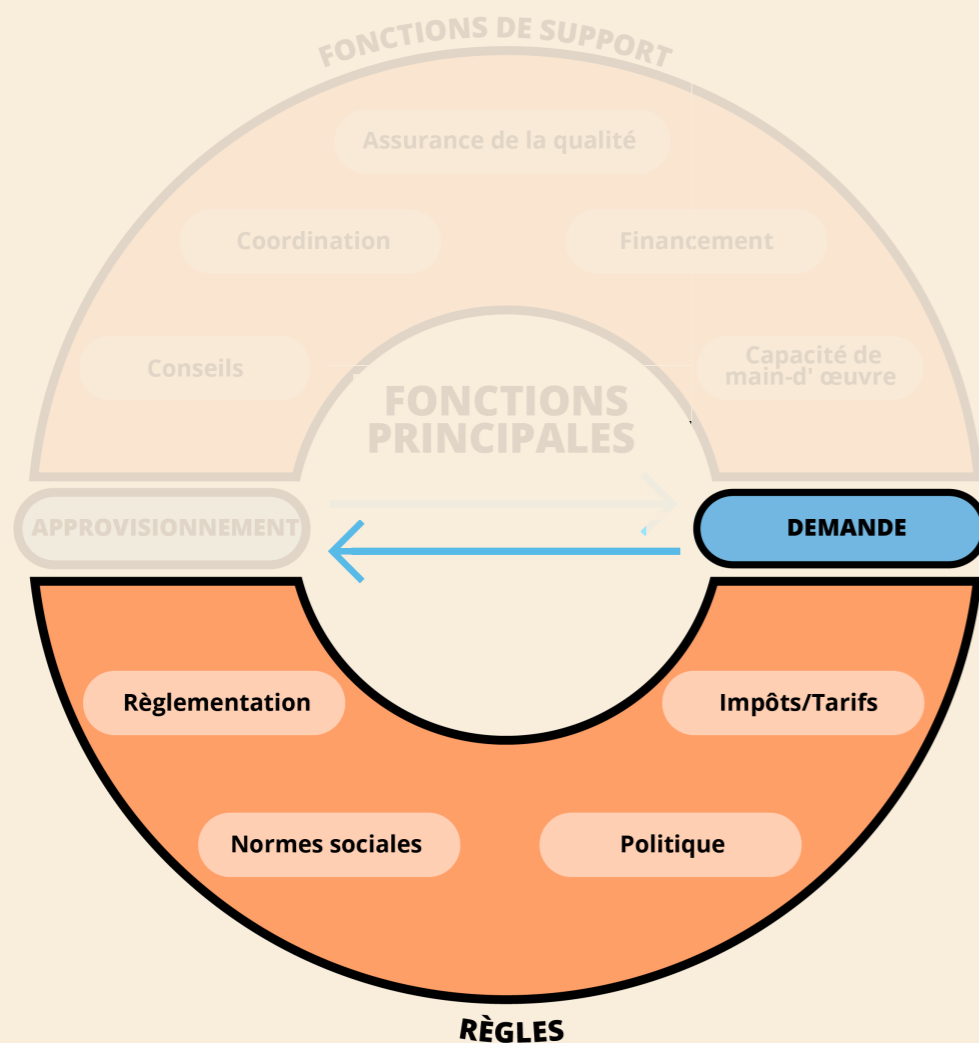 FONCTIONS DE SUPPORT
Assurance de la qualité
Coordination
Financement
Conseils
Capacité de
main-d' œuvre
FONCTIONS
PRINCIPALES
APPROVISIONNEMENT
DEMANDE
Règlementation
Impôts/Tarifs
Normes sociales
Politique
RÈGLES